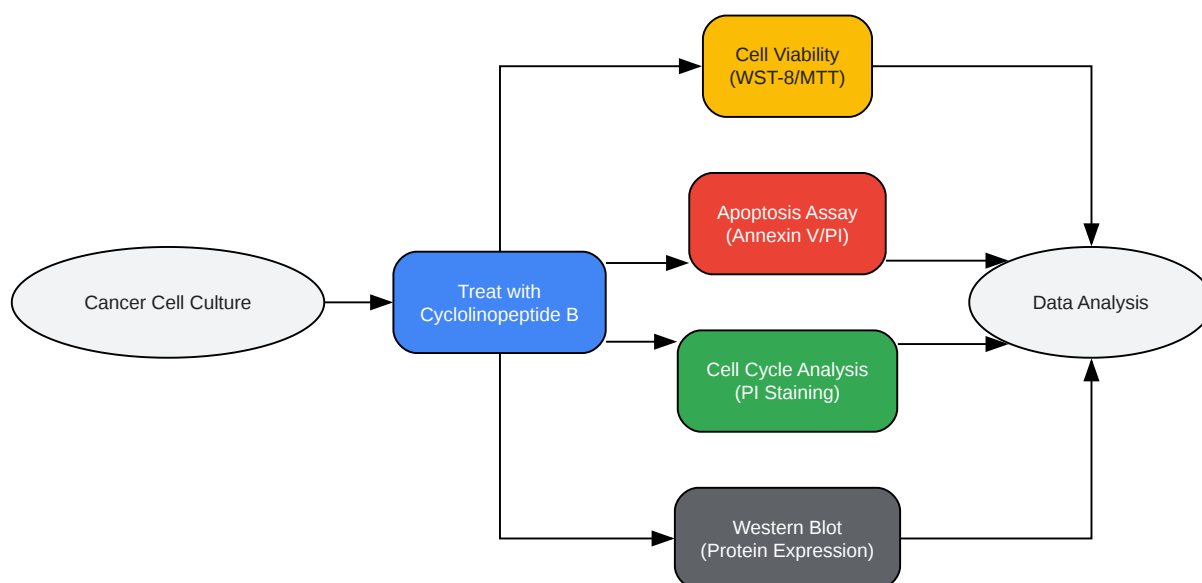 Cancer Cell Culture
Treat with
Cyclolinopeptide B
Cell Viability
(WST-8/MTT)
Apoptosis Assay
(Annexin V/PI)
Cell Cycle Analysis
(PI Staining)
Western Blot
(Protein Expression)
Data Analysis